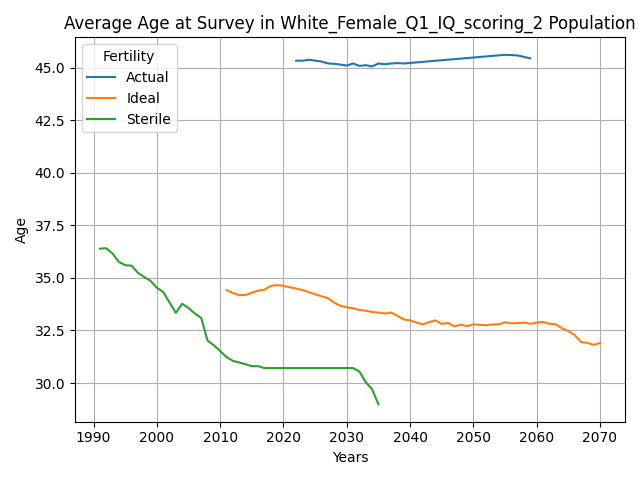 Average Age at Survey in White_Female_Q1_IQ_scoring_2 Population
Fertility
Actual
Ideal
Sterile
45.0
42.5
40.0
37.5
35.0
32.5
30.0
Age
1990 2000 2010 2020 2030 2040 2050 2060 2070
Years